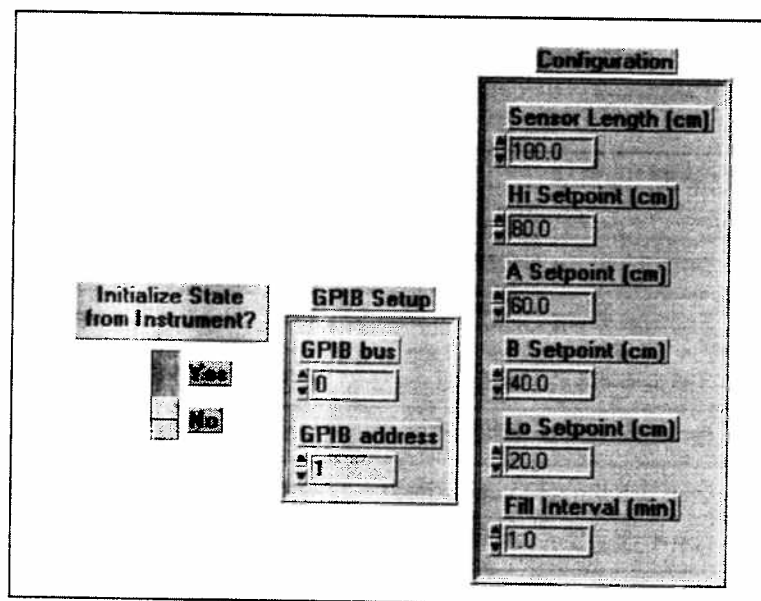 Configuration
Sensor Length (cm)
100.0
Hi Setpoint (cm)
80.0
A Setpoint (cm)
60.0
B Setpoint (cm)
40.0
Lo Setpoint (cm)
20.0
Fill Interval (min)
1.0
Initialize State
from Instrument?
Yes
No
GPIB Setup
GPIB bus
0
GPIB address
1